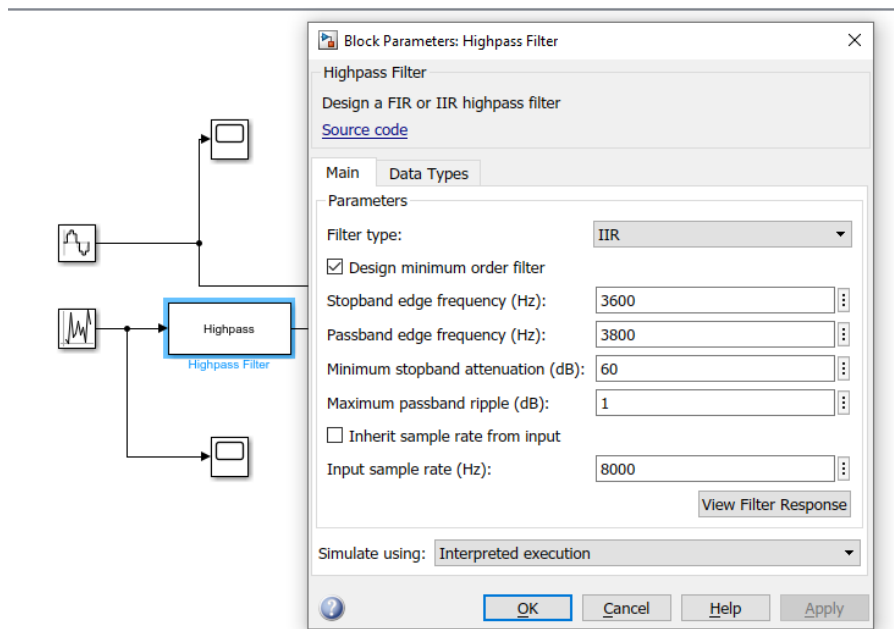 Block Parameters: Highpass Filter
Highpass Filter
Design a FIR or IIR highpass filter
Source code
Main Data Types
Parameters
Filter type: IIR
Design minimum order filter
Stopband edge frequency (Hz): 3600
Passband edge frequency (Hz): 3800
Minimum stopband attenuation (dB): 60
Maximum passband ripple (dB): 1
Inherit sample rate from input
Input sample rate (Hz): 8000
View Filter Response
Simulate using: Interpreted execution
OK Cancel Help Apply
Highpass
Highpass Filter